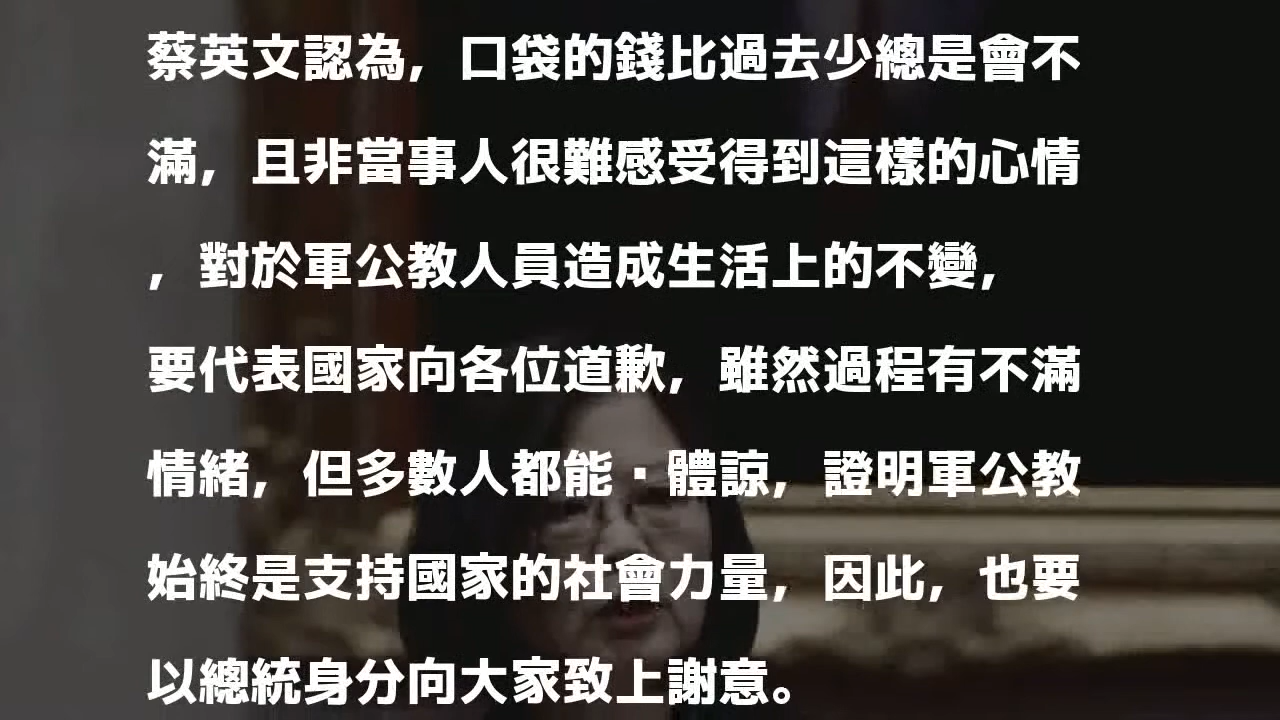 蔡英文認為，口袋的錢比過去少總是會不
滿，且非當事人很難感受得到這樣的心情
，對於軍公教人員造成生活上的不變，
要代表國家向各位道歉，雖然過程有不滿
情緒，但多數人都能·體諒，證明軍公教
始終是支持國家的社會力量，因此，也要
以總統身分向大家致上謝意。